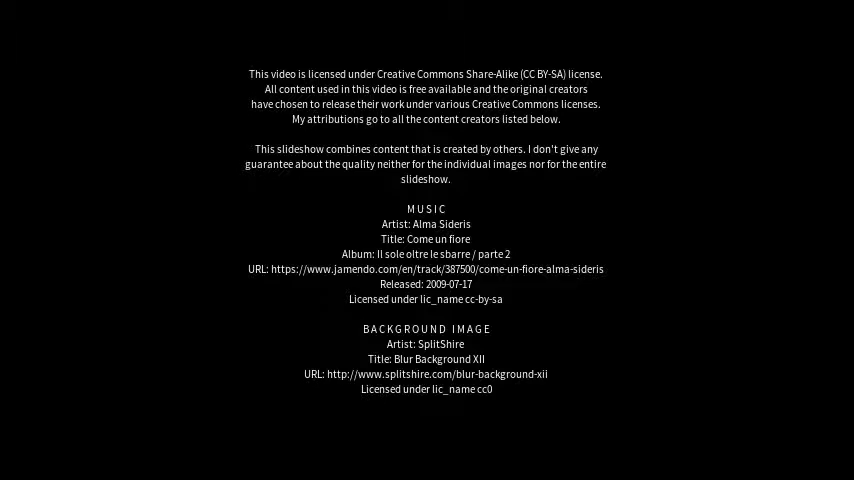 This video is licensed under Creative Commons Share-Alike (CC BY-SA) license.
All content used in this video is free available and the original creators
have chosen to release their work under various Creative Commons licenses.
My attributions go to all the content creators listed below.
This slideshow combines content that is created by others. I don't give any
guarantee about the quality neither for the individual images nor for the entire
slideshow.
MUSIC
Artist: Alma Sideris
Title: Come un fiore
Album: Il sole oltre le sbarre / parte 2
URL: https://www.jamendo.com/en/track/387500/come-un-fiore-alma-sideris
Released: 2009-07-17
Licensed under lic_name cc-by-sa
BACKGROUND IMAGE
Artist: SplitShire
Title: Blur Background XII
URL: http://www.splitshire.com/blur-background-xii
Licensed under lic_name cc0